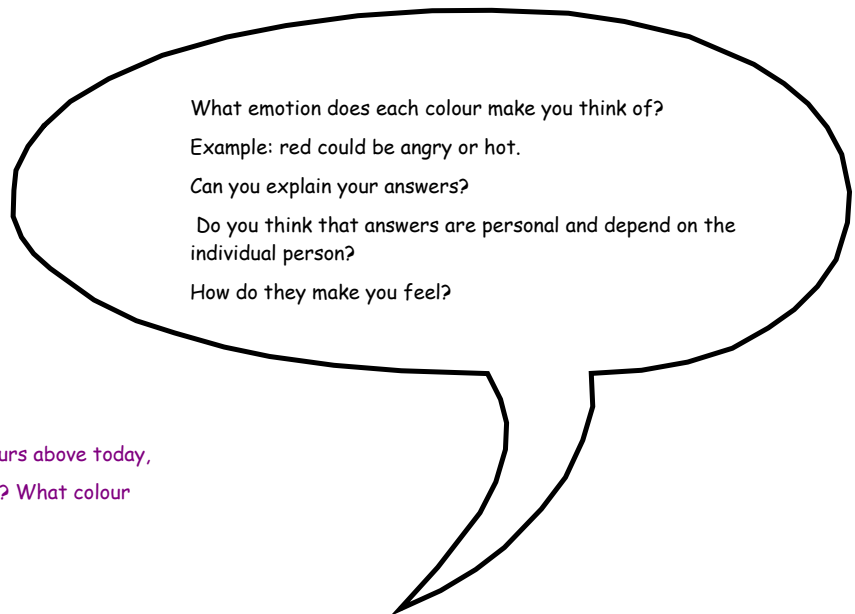 What emotion does each colour make you think of?
Example: red could be angry or hot.
Can you explain your answers?
Do you think that answers are personal and depend on the
individual person?
How do they make you feel?
above today,
? What colour